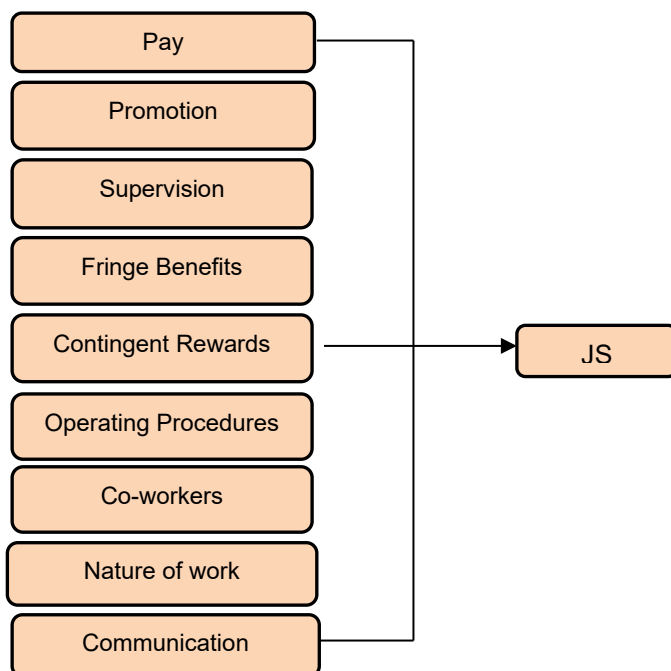 Pay
Promotion
Supervision
Fringe Benefits
Contingent Rewards
JS
Operating Procedures
Co-workers
Nature of work
Communication